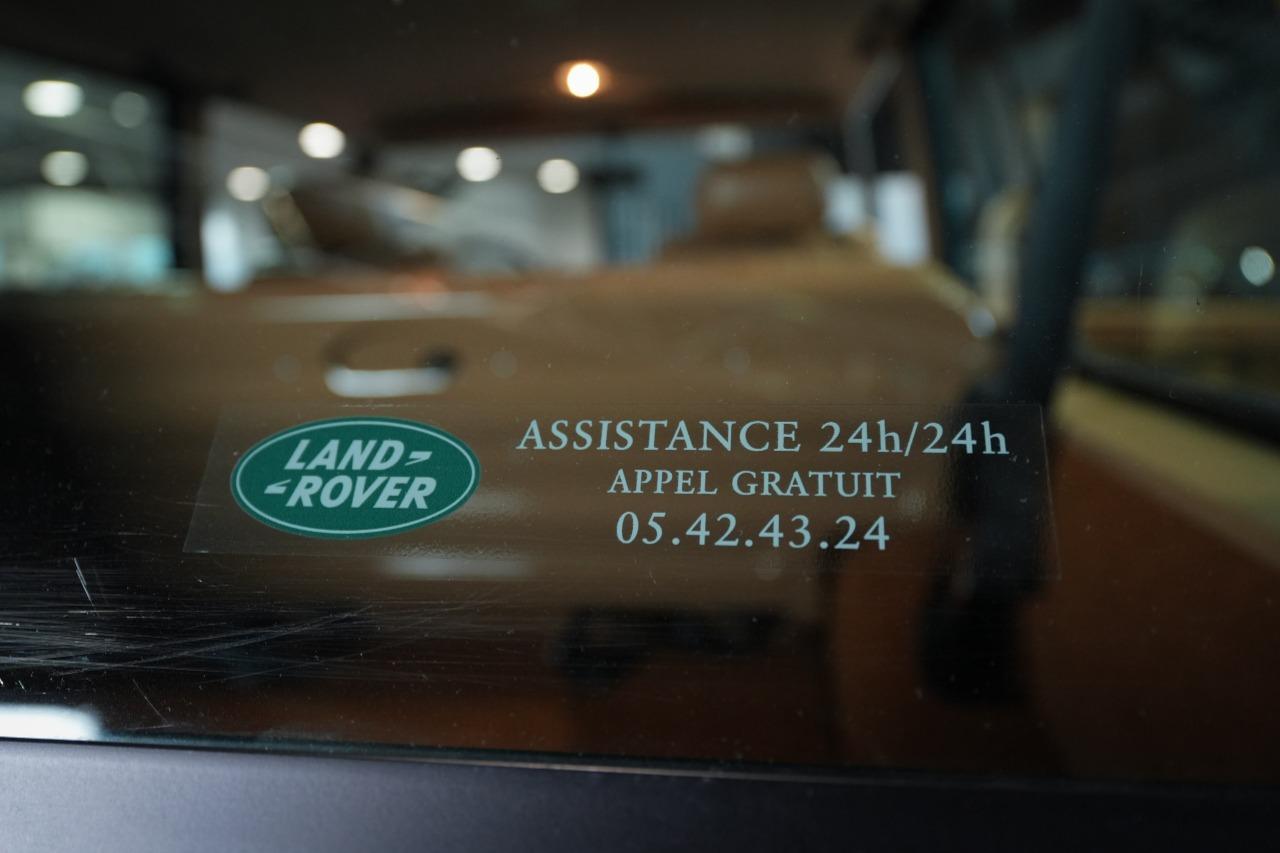 LAND
ROVER
ASSISTANCE 24h/24h
APPEL GRATUIT
05.42.43.24